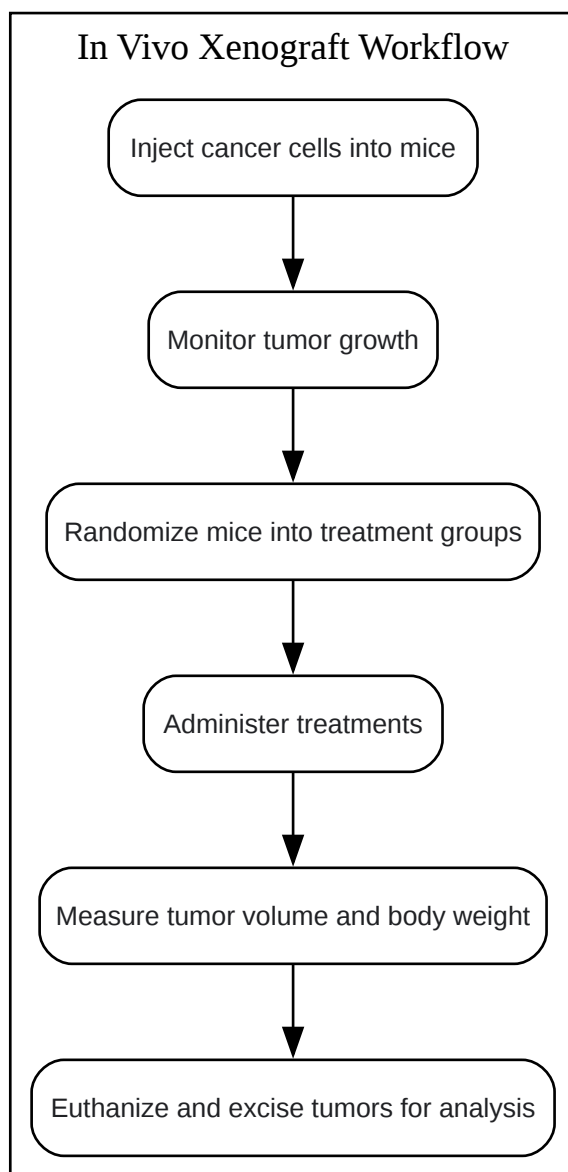 In Vivo Xenograft Workflow
Inject cancer cells into mice
Monitor tumor growth
Randomize mice into treatment groups
Administer treatments
Measure tumor volume and body weight
Euthanize and excise tumors for analysis